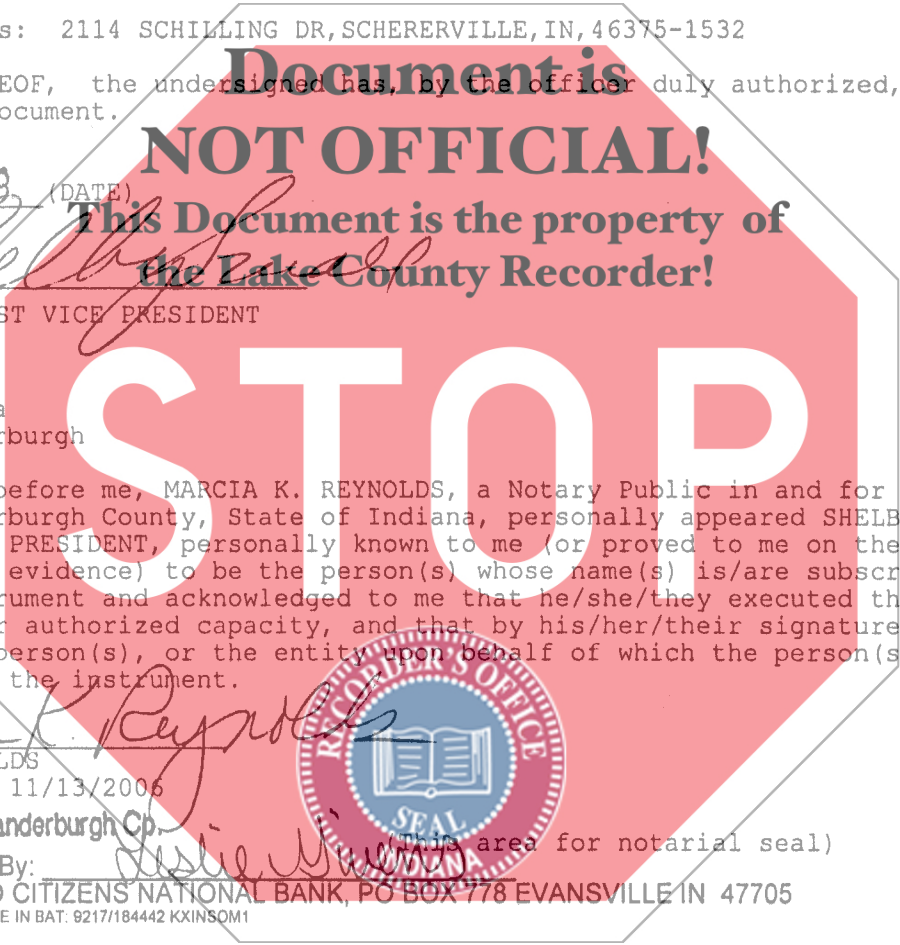 s: 2114 SCHILLING DR, SCHERERVILLE, IN, 46375-1532
Document is
EOF, the undersigned has, by the officer duly authorized,
ocument.
NOT OFFICIAL!
(DATE)
This Document is the property of
the Lake County Recorder!
ST VICE PRESIDENT
STOP
a
rburgh
before me, MARCIA K. REYNOLDS, a Notary Public in and for
rburgh County, State of Indiana, personally appeared SHELB
PRESIDENT, personally known to me (or proved to me on the
evidence) to be the person(s) whose name(s) is/are subscr
rument and acknowledged to me that he/she/they executed th
r authorized capacity, and that by his/her/their signature
person(s), or the entity upon behalf of which the person(s
the instrument.
K. Reynolds
RECORDER'S OFFICE
SEAL
INDIANA
LDS
11/13/2006
anderburgh Cp.
(This area for notarial seal)
By: Leslie
CITIZENS NATIONAL BANK, PO BOX 778 EVANSVILLE IN 47705
E IN BAT: 9217/184442 KXINSOM1